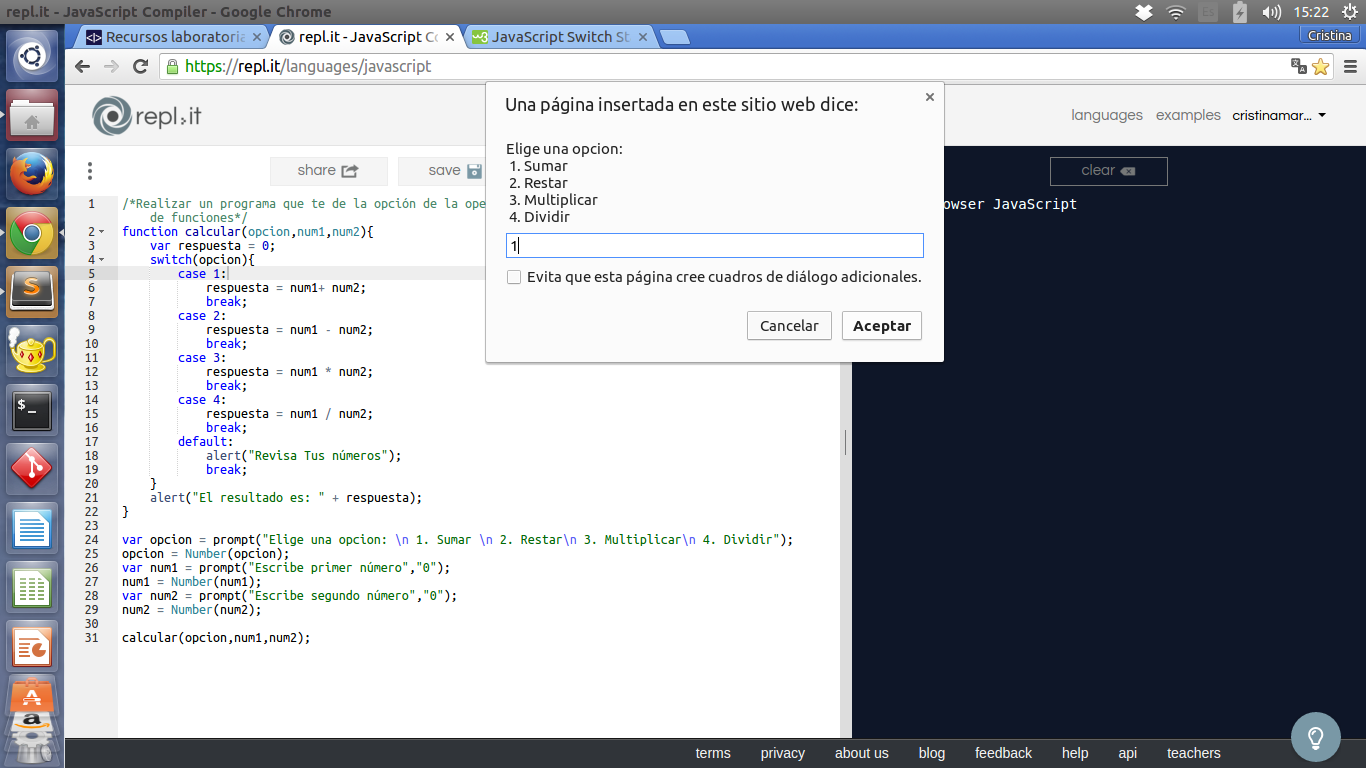 repl.it - JavaScript Compiler - Google Chrome
Es
15:22
Recursos laboratoria
repl.it - JavaScript Co
JavaScript Switch St
Cristina
https://repl.it/languages/javascript
repl.it
languages
examples
cristinamar...
share
save
clear
Una página insertada en este sitio web dice:
Elige una opcion:
1. Sumar
2. Restar
3. Multiplicar
4. Dividir
1
Evita que esta página cree cuadros de diálogo adicionales.
Cancelar
Aceptar
1 /*Realizar un programa que te de la opción de la ope
de funciones*/
2 function calcular(opcion,num1,num2){
3 var respuesta = 0;
4 switch(opcion){
5 case 1:
6 respuesta = num1+ num2;
7 break;
8 case 2:
9 respuesta = num1 - num2;
10 break;
11 case 3:
12 respuesta = num1 * num2;
13 break;
14 case 4:
15 respuesta = num1 / num2;
16 break;
17 default:
18 alert("Revisa Tus números");
19 break;
20 }
21 alert("El resultado es: " + respuesta);
22 }
23
24 var opcion = prompt("Elige una opcion: \n 1. Sumar \n 2. Restar\n 3. Multiplicar\n 4. Dividir");
25 opcion = Number(opcion);
26 var num1 = prompt("Escribe primer número","0");
27 num1 = Number(num1);
28 var num2 = prompt("Escribe segundo número","0");
29 num2 = Number(num2);
30
31 calcular(opcion,num1,num2);
owser JavaScript
terms
privacy
about us
blog
feedback
help
api
teachers